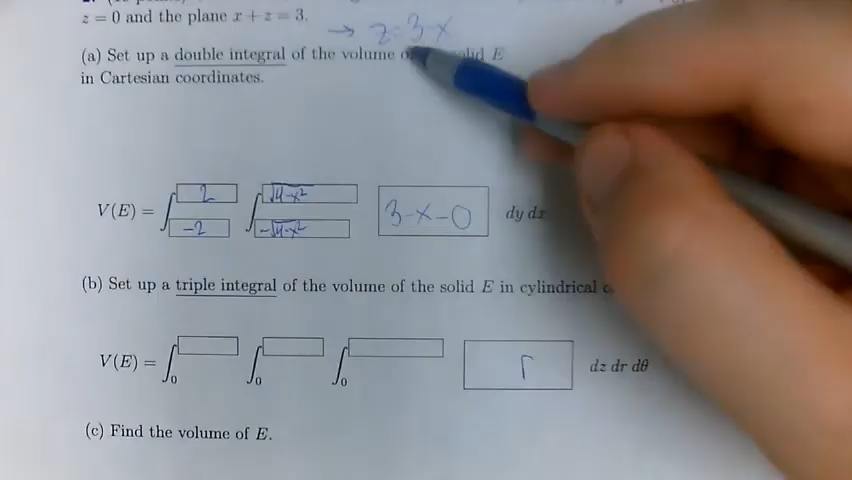 z = 0 and the plane x + z = 3.
→ z = 3-x
(a) Set up a double integral of the volume solid E
in Cartesian coordinates.
V(E) = ∫ 2 -2 ∫ √4-x² -√4-x² 3-x-0 dy dx
(b) Set up a triple integral of the volume of the solid E in cylindrical
V(E) = ∫ 0 ∫ 0 ∫ 0 r dz dr dθ
(c) Find the volume of E.